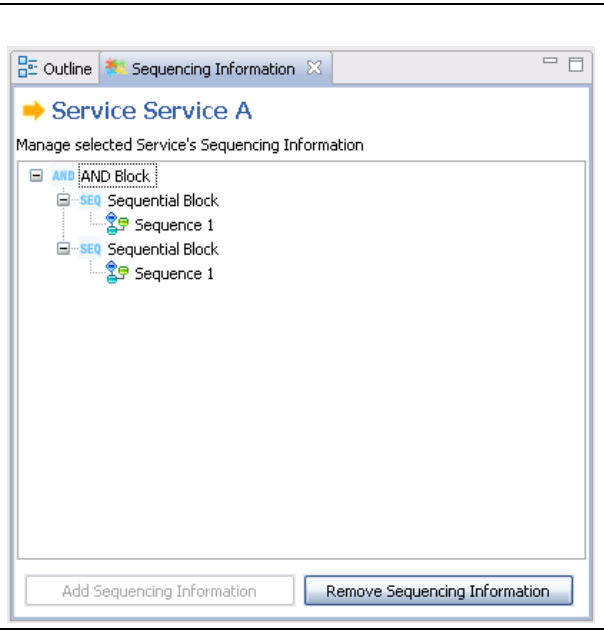 Outline Sequencing Information
Service Service A
Manage selected Service's Sequencing Information
AND AND Block
SEQ Sequential Block
Sequence 1
SEQ Sequential Block
Sequence 1
Add Sequencing Information Remove Sequencing Information